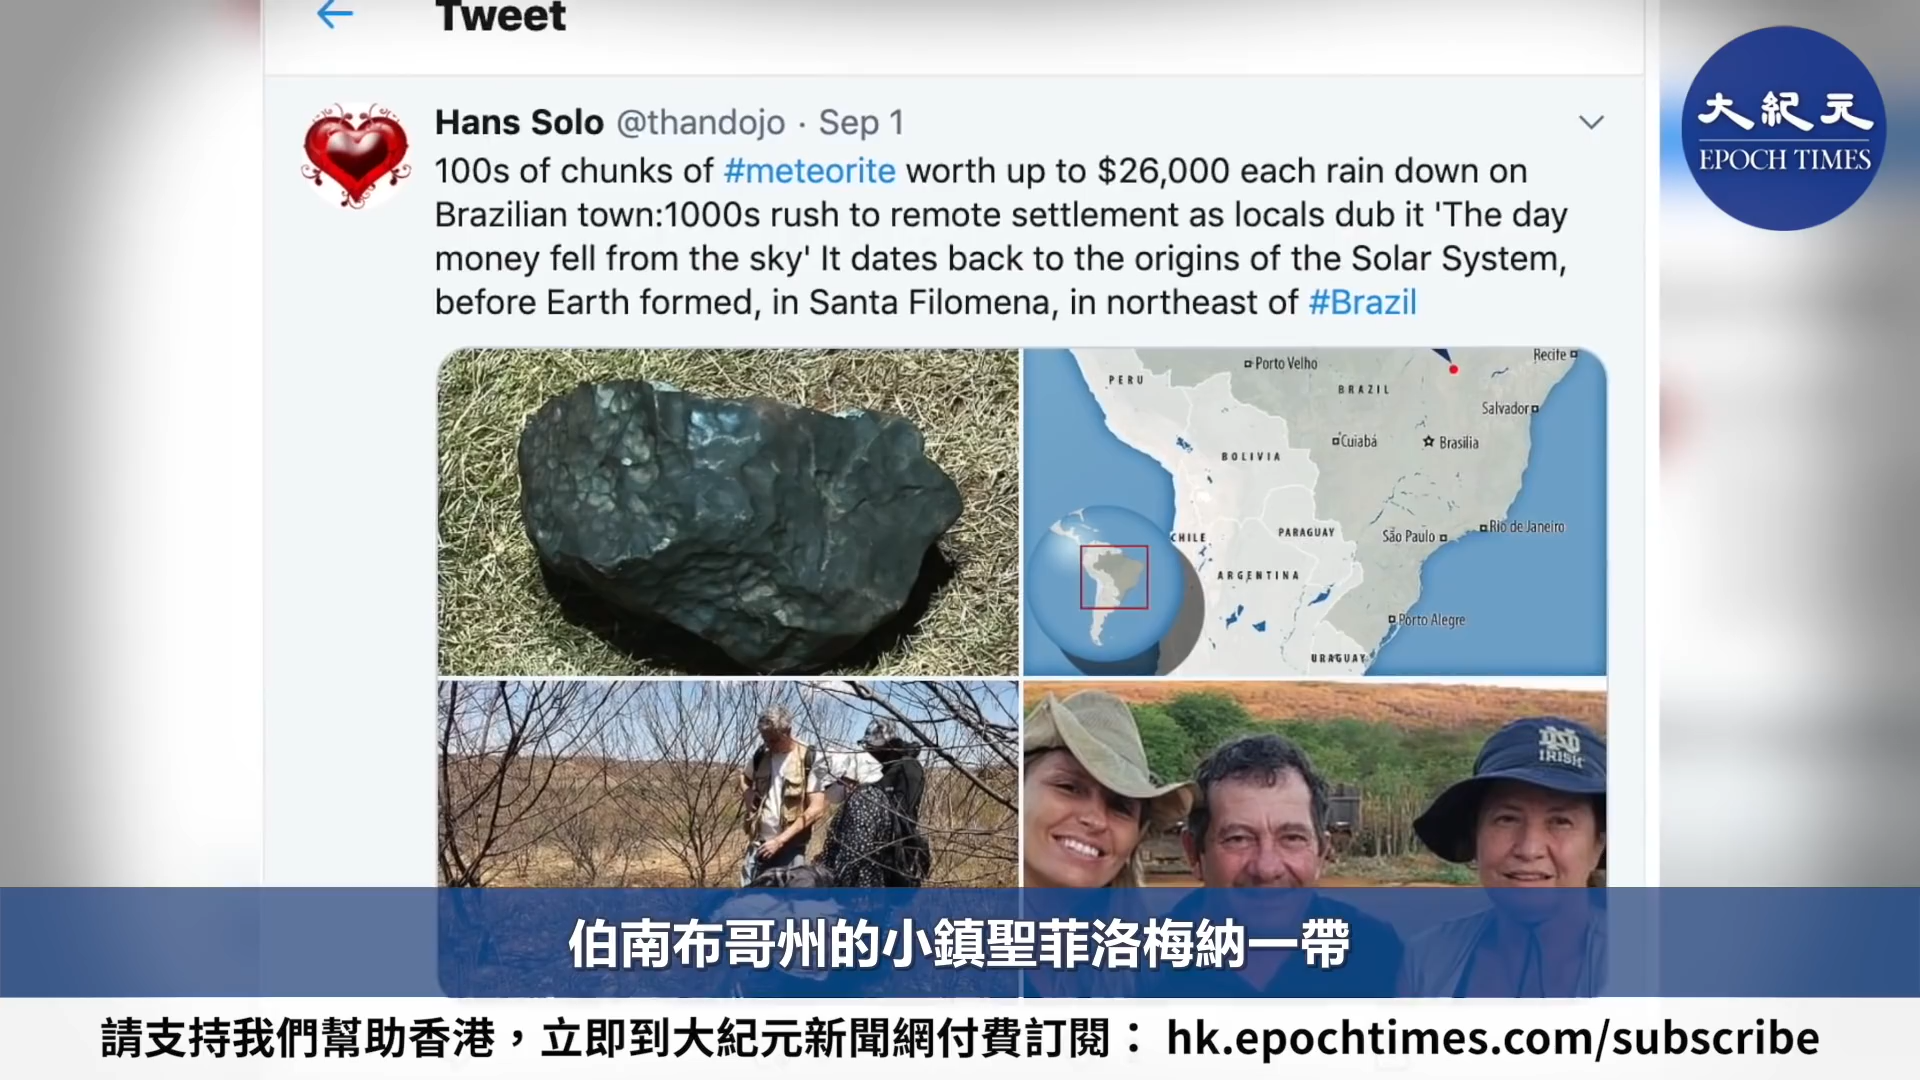 Tweet
大紀元
EPOCH TIMES
Hans Solo @thandojo · Sep 1
100s of chunks of #meteorite worth up to $26,000 each rain down on
Brazilian town:1000s rush to remote settlement as locals dub it 'The day
money fell from the sky' It dates back to the origins of the Solar System,
before Earth formed, in Santa Filomena, in northeast of #Brazil
Recite
Porto Velho
PERU
BRAZIL
Salvador
Cuiabá
Brasilia
BOLIVIA
Rio de Janeiro
PARAGUAY
São Paulo
CHILE
ARGENTINA
Porto Alegre
URAGUAY
ND
IRISH
伯南布哥州的小鎮聖菲洛梅納一帶
請支持我們幫助香港，立即到大紀元新聞網付費訂閱： hk.epochtimes.com/subscribe